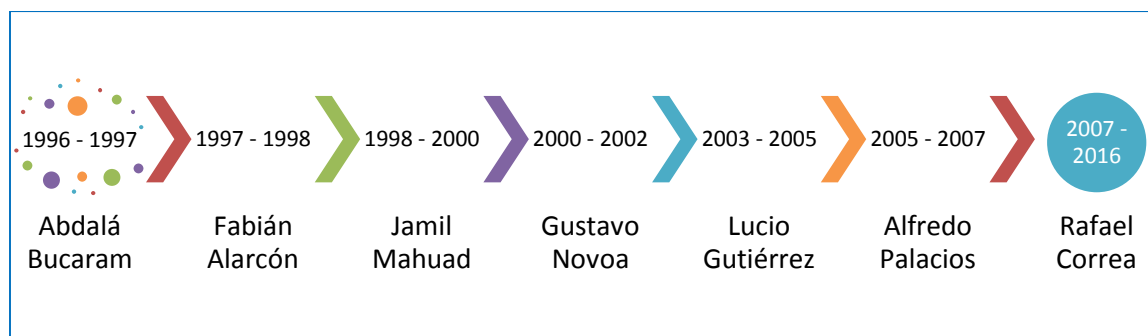 1996 - 1997
1997 - 1998
1998 - 2000
2000 - 2002
2003 - 2005
2005 - 2007
2007 -
2016
Abdalá
Bucaram
Fabián
Alarcón
Jamil
Mahuad
Gustavo
Novoa
Lucio
Gutiérrez
Alfredo
Palacios
Rafael
Correa